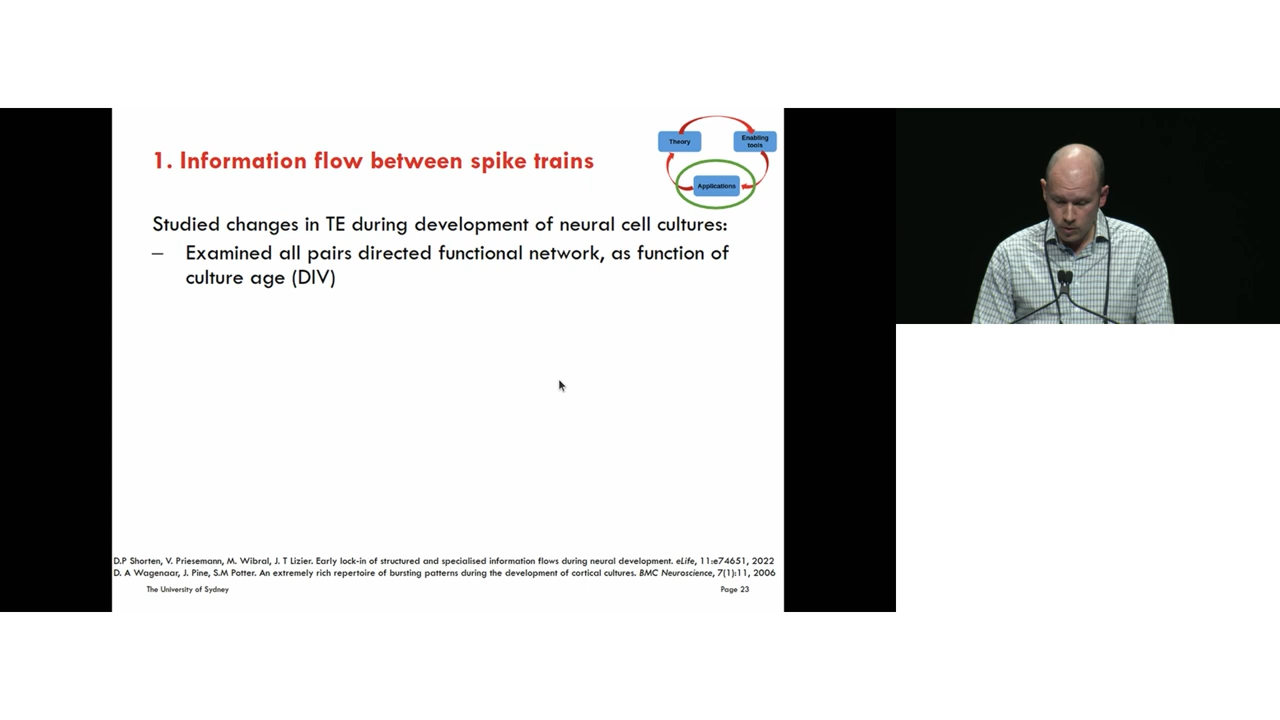 Theory
Enabling
tools
Applications
1. Information flow between spike trains
Studied changes in TE during development of neural cell cultures:
– Examined all pairs directed functional network, as function of
culture age (DIV)
D.P Shorten, V. Priesemann, M. Wibral, J. T Lizier. Early lock-in of structured and specialised information flows during neural development. eLife, 11:e74651, 2022
D. A Wagenaar, J. Pine, S.M Potter. An extremely rich repertoire of bursting patterns during the development of cortical cultures. BMC Neuroscience, 7(1):11, 2006
The University of Sydney
Page 23